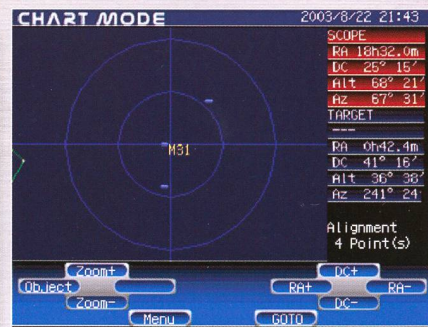 CHART MODE 2003/8/22 21:43
SCOPE
RA 18h32.0m
DC 25° 15′
Alt 68° 21′
Az 67° 31′
TARGET
---
RA 0h42.4m
DC 41° 16′
Alt 36° 38′
Az 241° 24′
M31
Alignment
4 Point(s)
Zoom+ DC+
Object RA+ RA-
Zoom- DC-
Menu GOTO